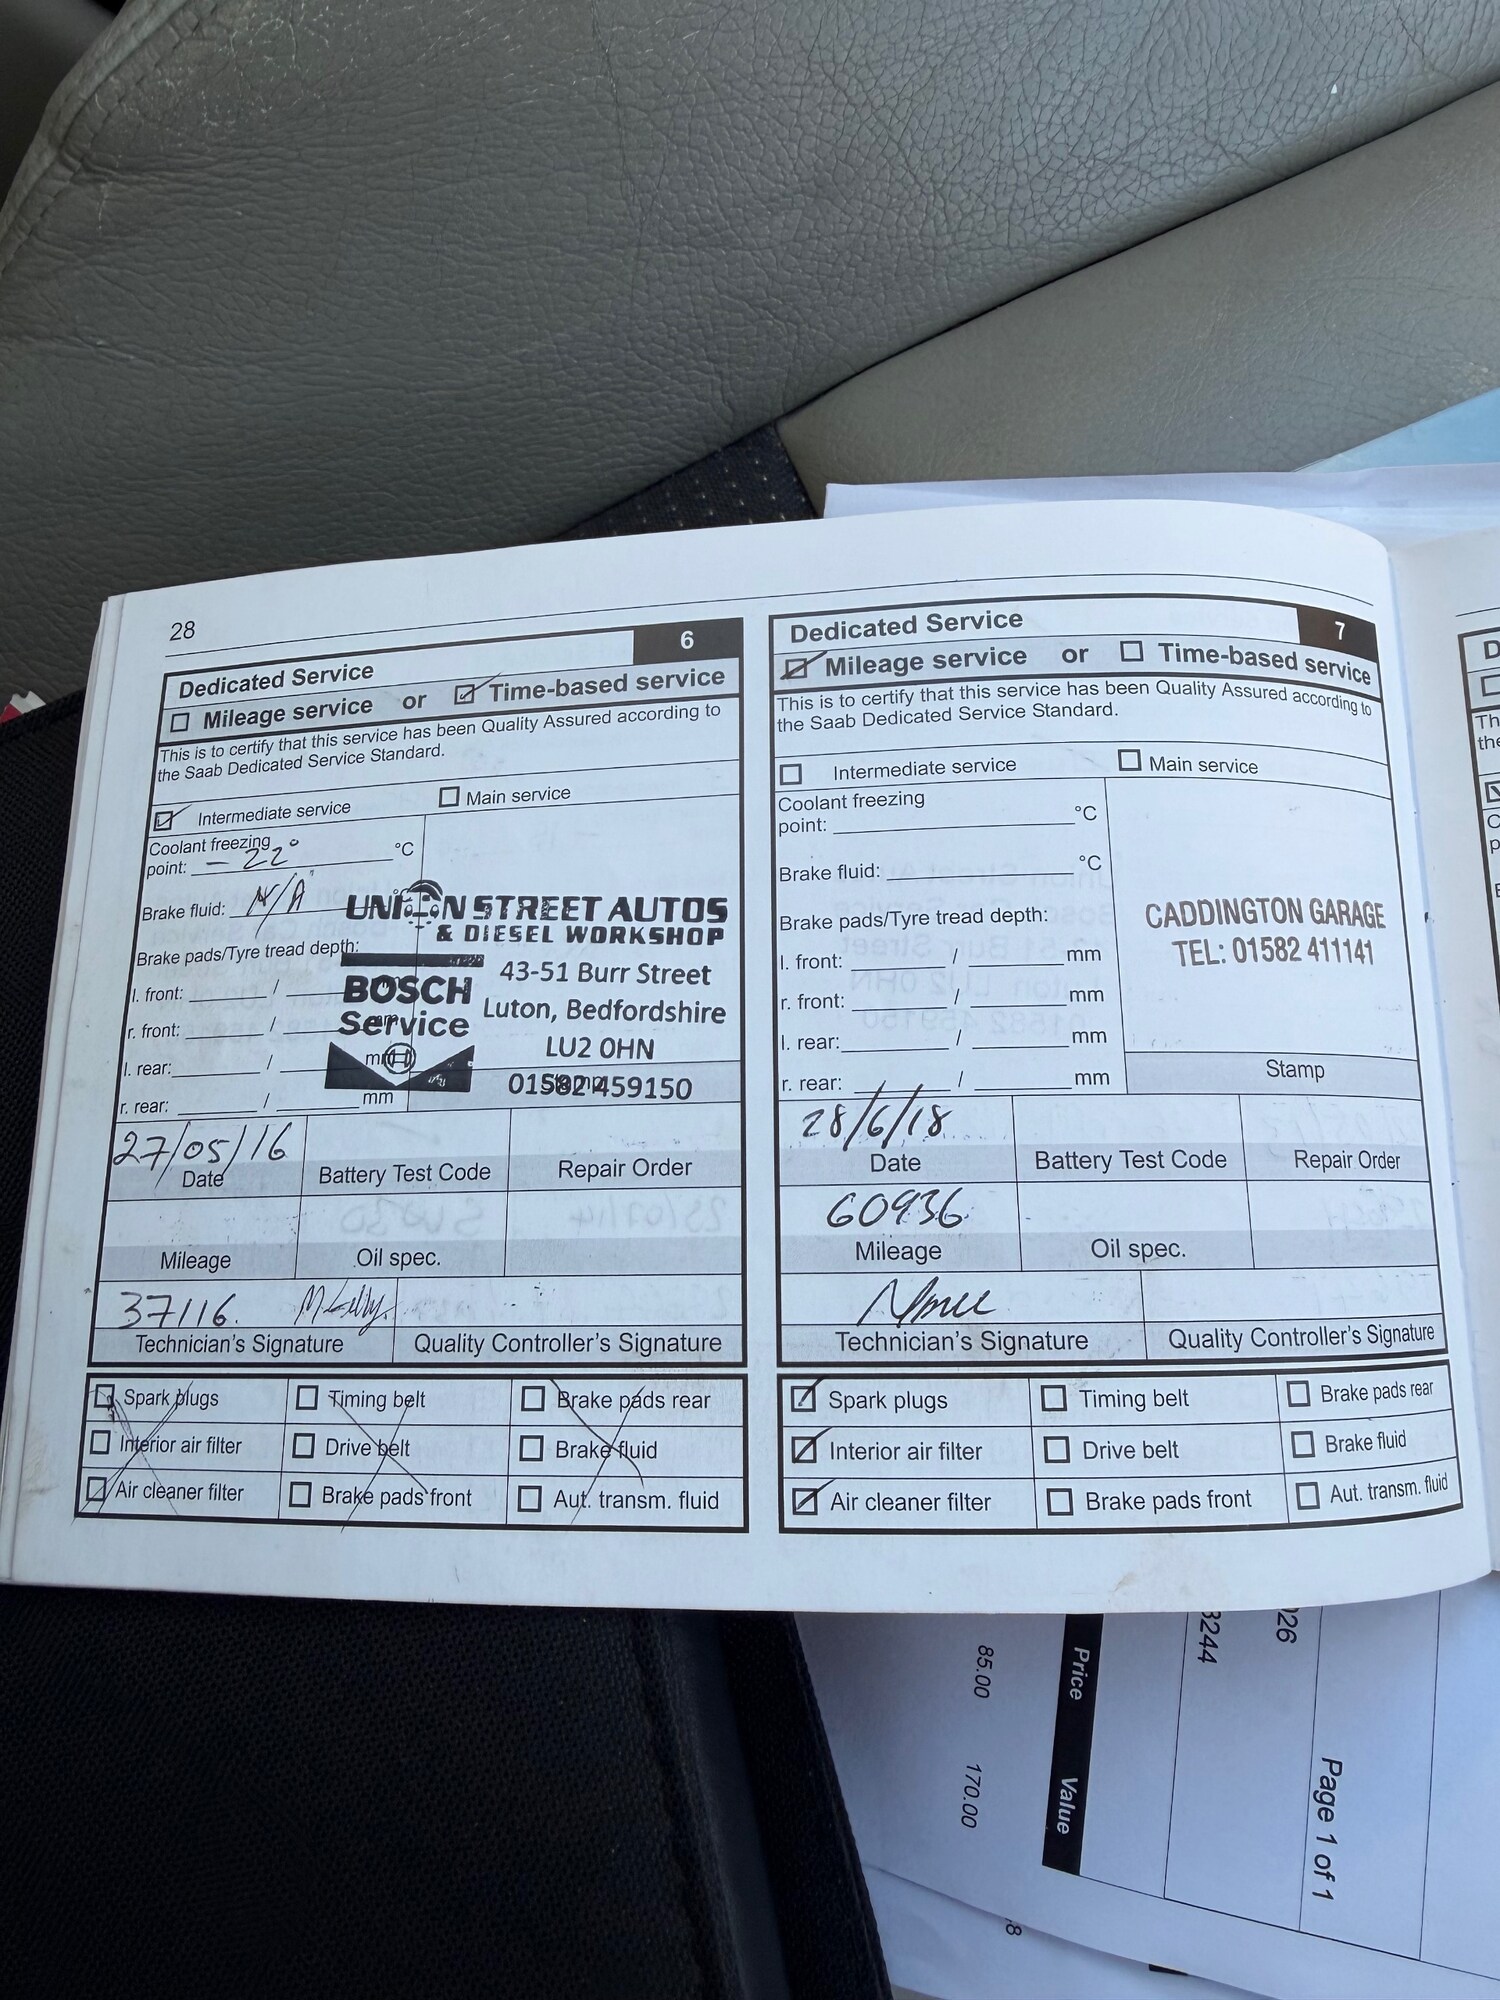 28
6
Dedicated Service
Mileage service or Time-based service
This is to certify that this service has been Quality Assured according to
the Saab Dedicated Service Standard.
Intermediate service
Main service
Coolant freezing
point: - 22° °C
Brake fluid: N/A
Brake pads/Tyre tread depth:
l. front: /
r. front: / mm
l. rear: / mm
r. rear: / mm
UNION STREET AUTOS
& DIESEL WORKSHOP
BOSCH
Service
43-51 Burr Street
Luton, Bedfordshire
LU2 0HN
01582 459150
27/05/16
Date
Battery Test Code
Repair Order
Mileage
Oil spec.
37116.
Technician's Signature
Quality Controller's Signature
Spark plugs
Timing belt
Brake pads rear
Interior air filter
Drive belt
Brake fluid
Air cleaner filter
Brake pads front
Aut. transm. fluid
7
Dedicated Service
Mileage service or Time-based service
This is to certify that this service has been Quality Assured according to
the Saab Dedicated Service Standard.
Intermediate service
Main service
Coolant freezing
point: °C
Brake fluid: °C
Brake pads/Tyre tread depth:
l. front: / mm
r. front: / mm
l. rear: / mm
r. rear: / mm
CADDINGTON GARAGE
TEL: 01582 411141
Stamp
28/6/18
Date
Battery Test Code
Repair Order
60936
Mileage
Oil spec.
Technician's Signature
Quality Controller's Signature
Spark plugs
Timing belt
Brake pads rear
Interior air filter
Drive belt
Brake fluid
Air cleaner filter
Brake pads front
Aut. transm. fluid
D
Th
the
026
3244
Price Value
85.00 170.00
Page 1 of 1